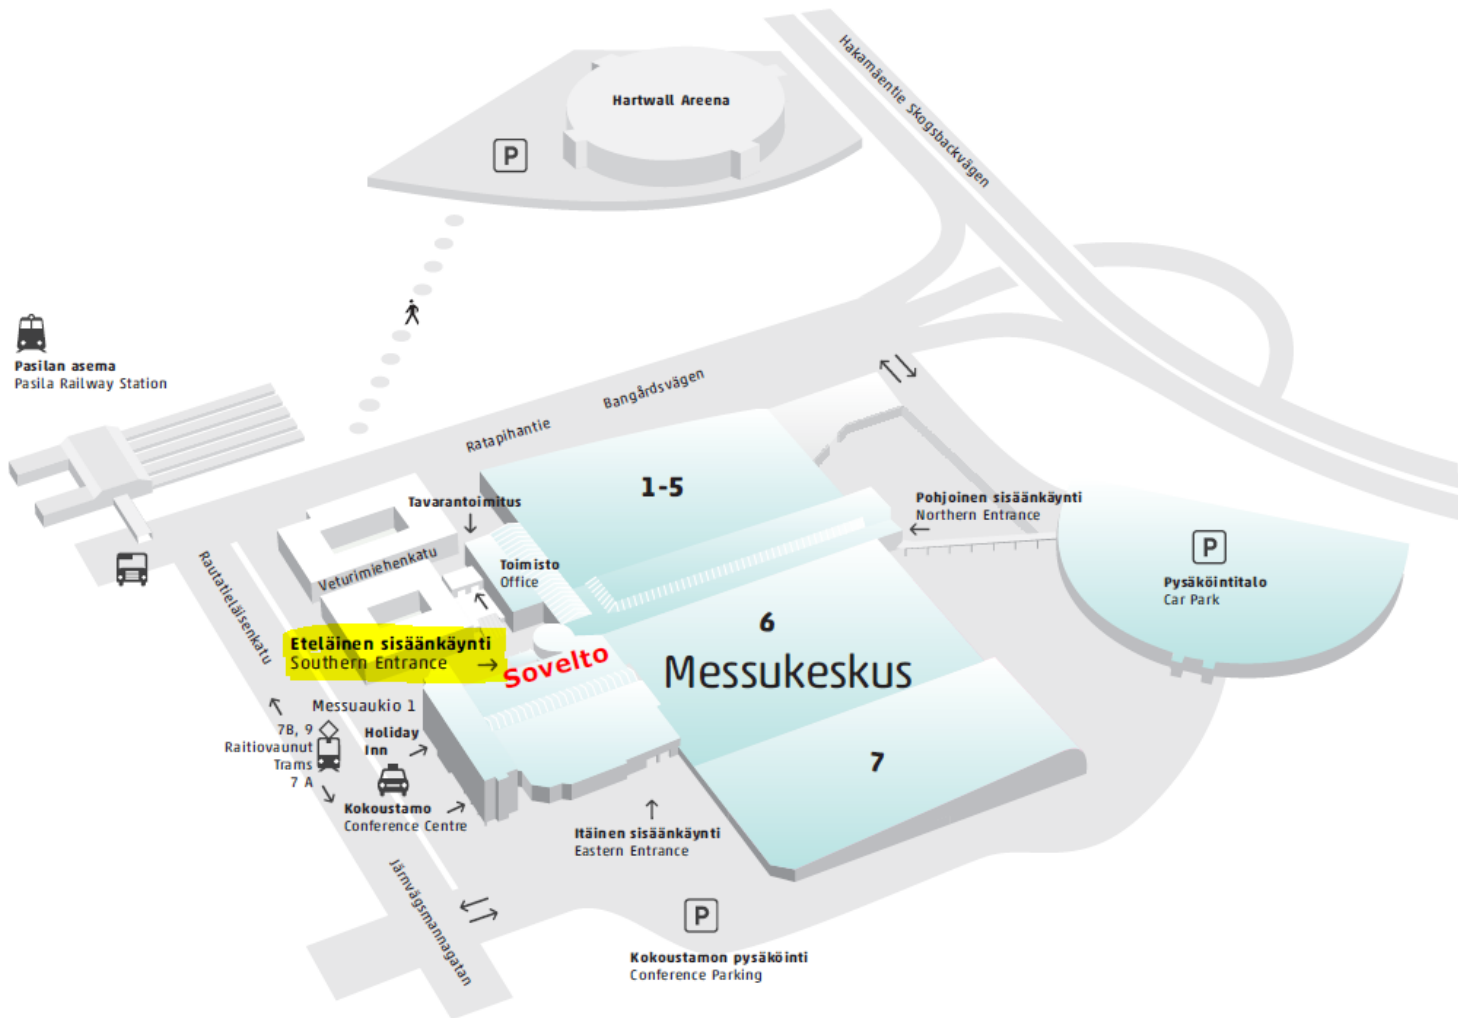 Hartwall Areena
P
Hakamäentie Skogsbackvägen
Pasilan asema
Pasila Railway Station
Ratapihantie
Bangårdsvägen
1-5
Tavarantoimitus
Pohjoinen sisäänkäynti
Northern Entrance
Veturimiehenkatu
Toimisto
Office
P
Pysäköintitalo
Car Park
Rautatieläisenkatu
6
Eteläinen sisäänkäynti
Southern Entrance
Sovelto
Messukeskus
Messuaukio 1
7B, 9
Raitiovaunut
Trams
7 A
Holiday
Inn
7
Kokoustamo
Conference Centre
Itäinen sisäänkäynti
Eastern Entrance
Järnvägsmannagatan
P
Kokoustamon pysäköinti
Conference Parking